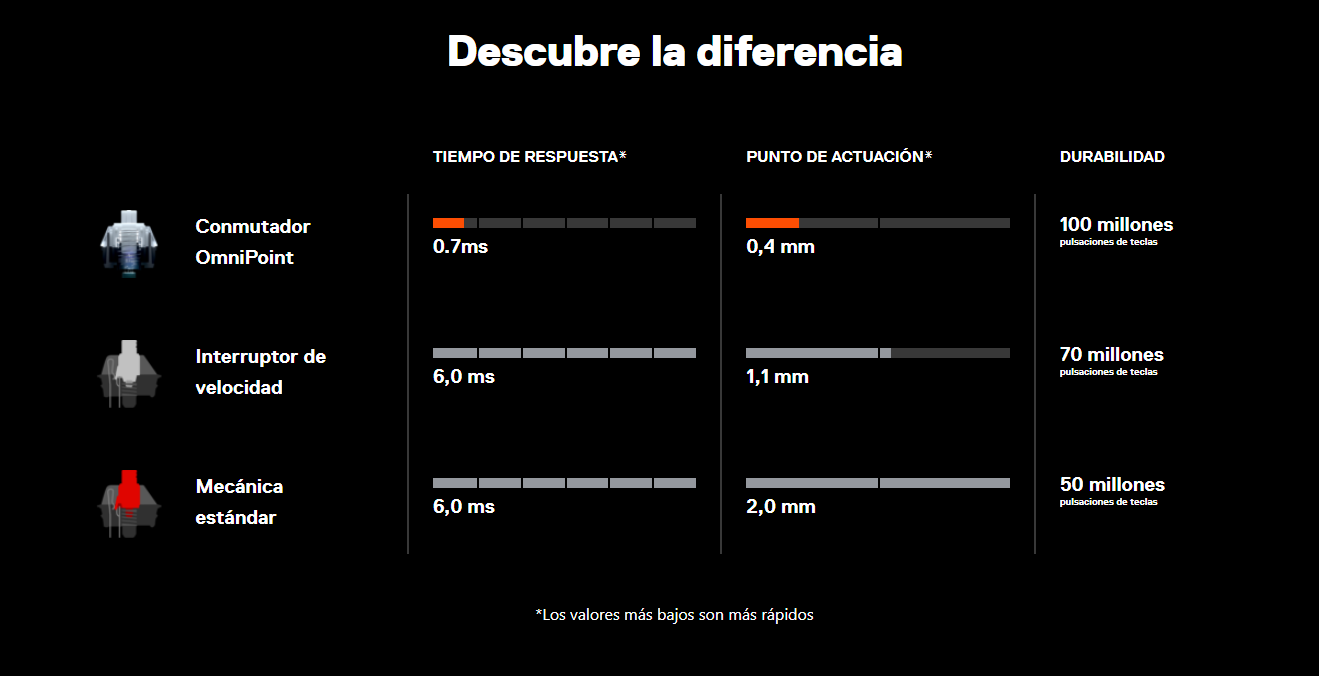 Descubre la diferencia
TIEMPO DE RESPUESTA*
PUNTO DE ACTUACIÓN*
DURABILIDAD
Conmutador
OmniPoint
0.7ms
0,4 mm
100 millones
pulsaciones de teclas
Interruptor de
velocidad
6,0 ms
1,1 mm
70 millones
pulsaciones de teclas
Mecánica
estándar
6,0 ms
2,0 mm
50 millones
pulsaciones de teclas
*Los valores más bajos son más rápidos